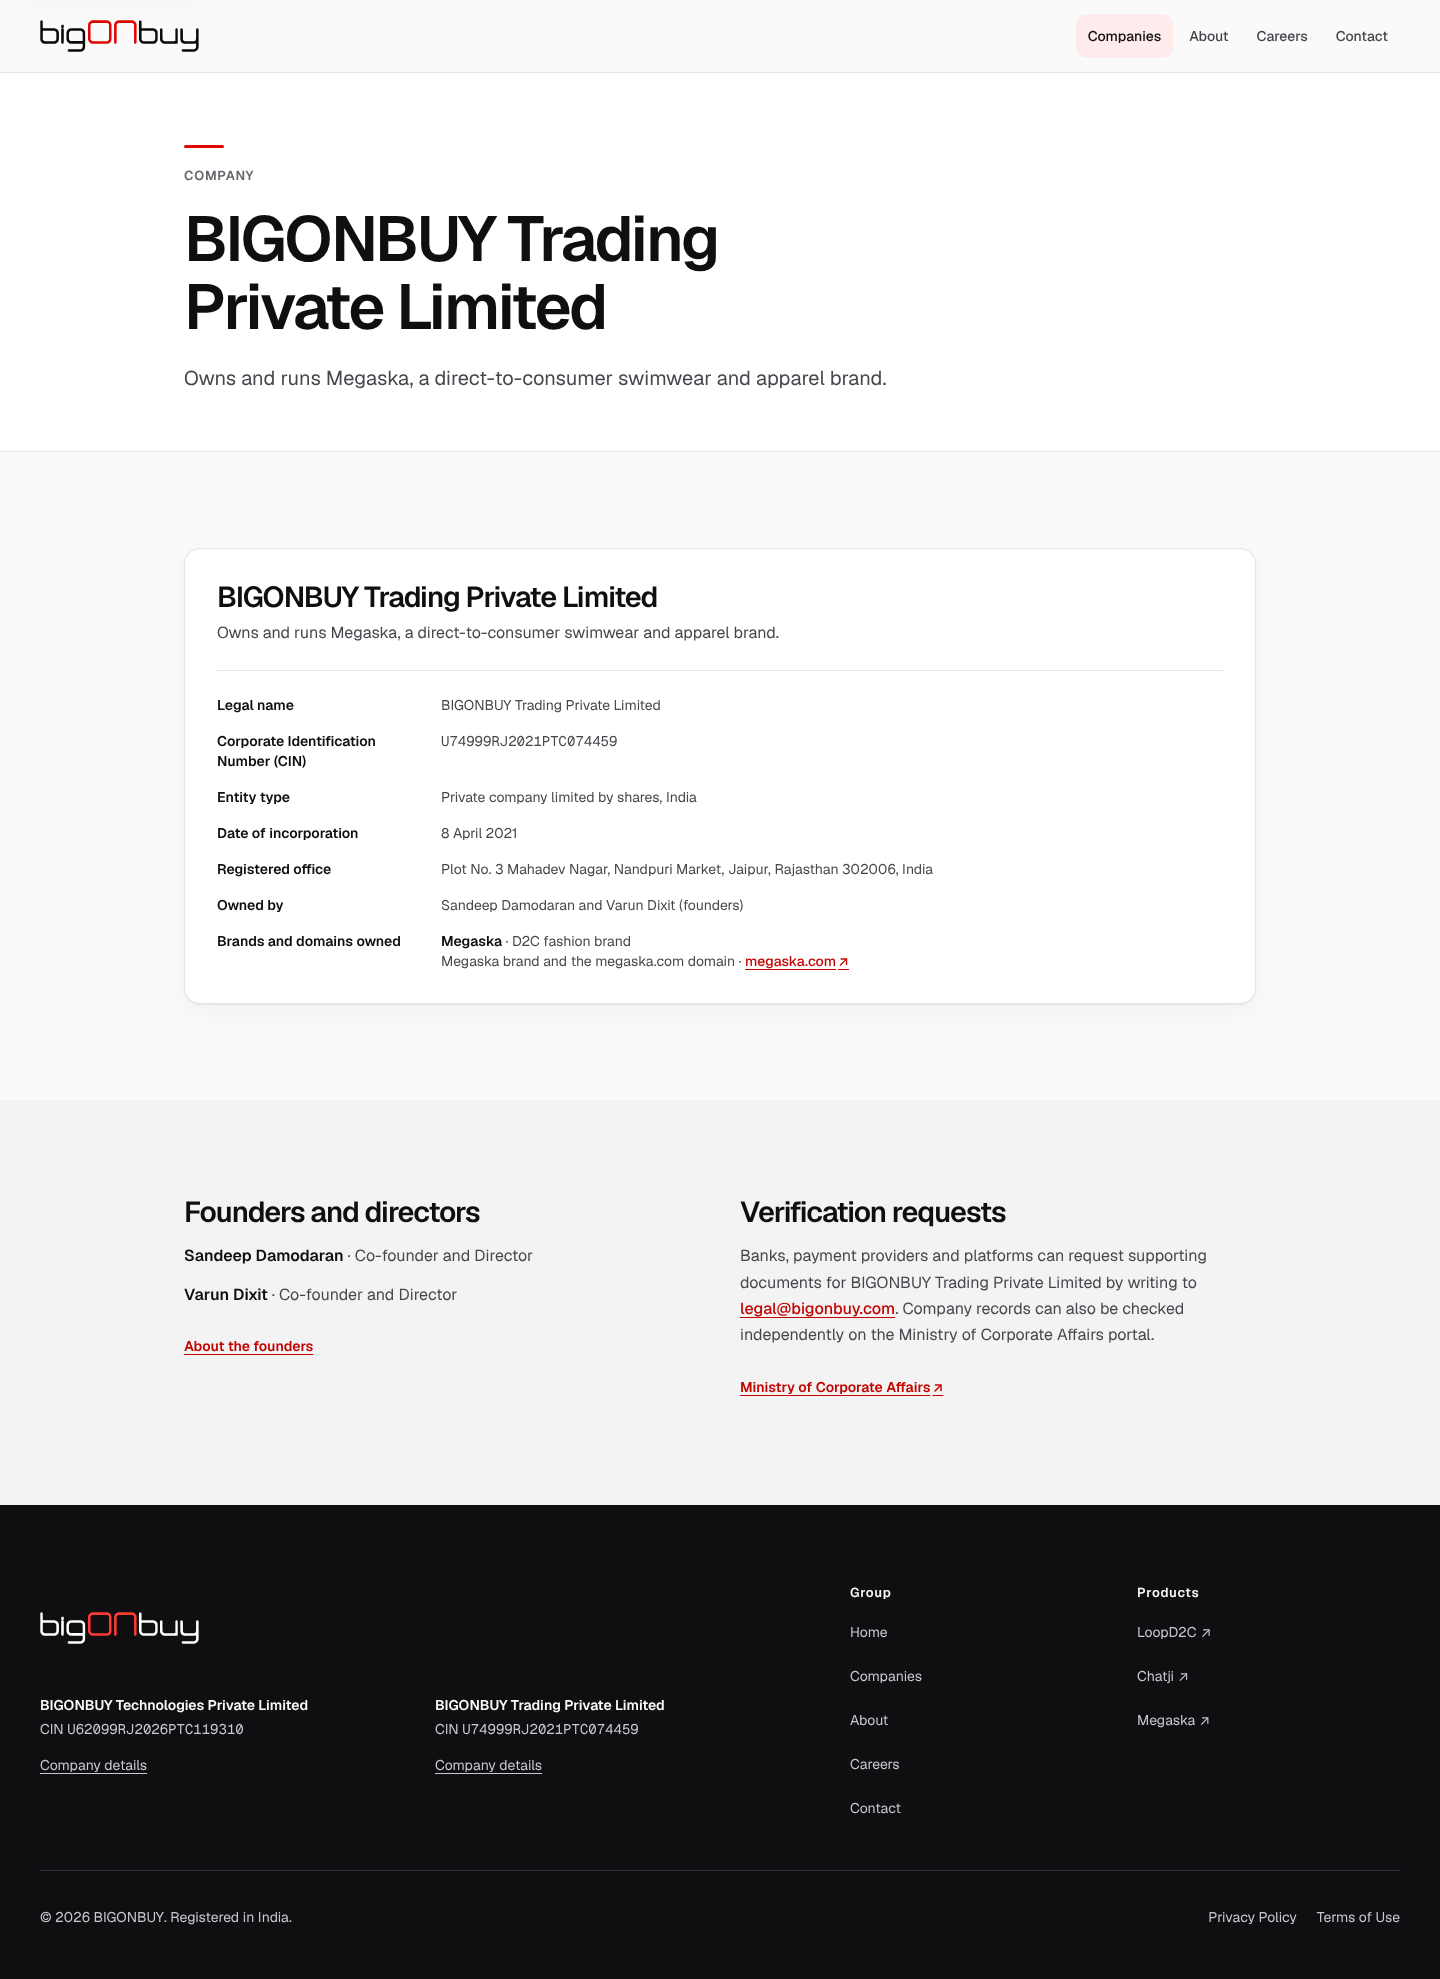 bigONbuy
Companies
About
Careers
Contact
COMPANY
BIGONBUY Trading
Private Limited
Owns and runs Megaska, a direct-to-consumer swimwear and apparel brand.
BIGONBUY Trading Private Limited
Owns and runs Megaska, a direct-to-consumer swimwear and apparel brand.
Legal name
BIGONBUY Trading Private Limited
Corporate Identification
Number (CIN)
U74999RJ2021PTC074459
Entity type
Private company limited by shares, India
Date of incorporation
8 April 2021
Registered office
Plot No. 3 Mahadev Nagar, Nandpuri Market, Jaipur, Rajasthan 302006, India
Owned by
Sandeep Damodaran and Varun Dixit (founders)
Brands and domains owned
Megaska · D2C fashion brand
Megaska brand and the megaska.com domain · megaska.com ↗
Founders and directors
Sandeep Damodaran · Co-founder and Director
Varun Dixit · Co-founder and Director
About the founders
Verification requests
Banks, payment providers and platforms can request supporting
documents for BIGONBUY Trading Private Limited by writing to
legal@bigonbuy.com. Company records can also be checked
independently on the Ministry of Corporate Affairs portal.
Ministry of Corporate Affairs ↗
bigONbuy
BIGONBUY Technologies Private Limited
CIN U62099RJ2026PTC119310
Company details
BIGONBUY Trading Private Limited
CIN U74999RJ2021PTC074459
Company details
Group
Home
Companies
About
Careers
Contact
Products
LoopD2C ↗
Chatji ↗
Megaska ↗
© 2026 BIGONBUY. Registered in India.
Privacy Policy
Terms of Use